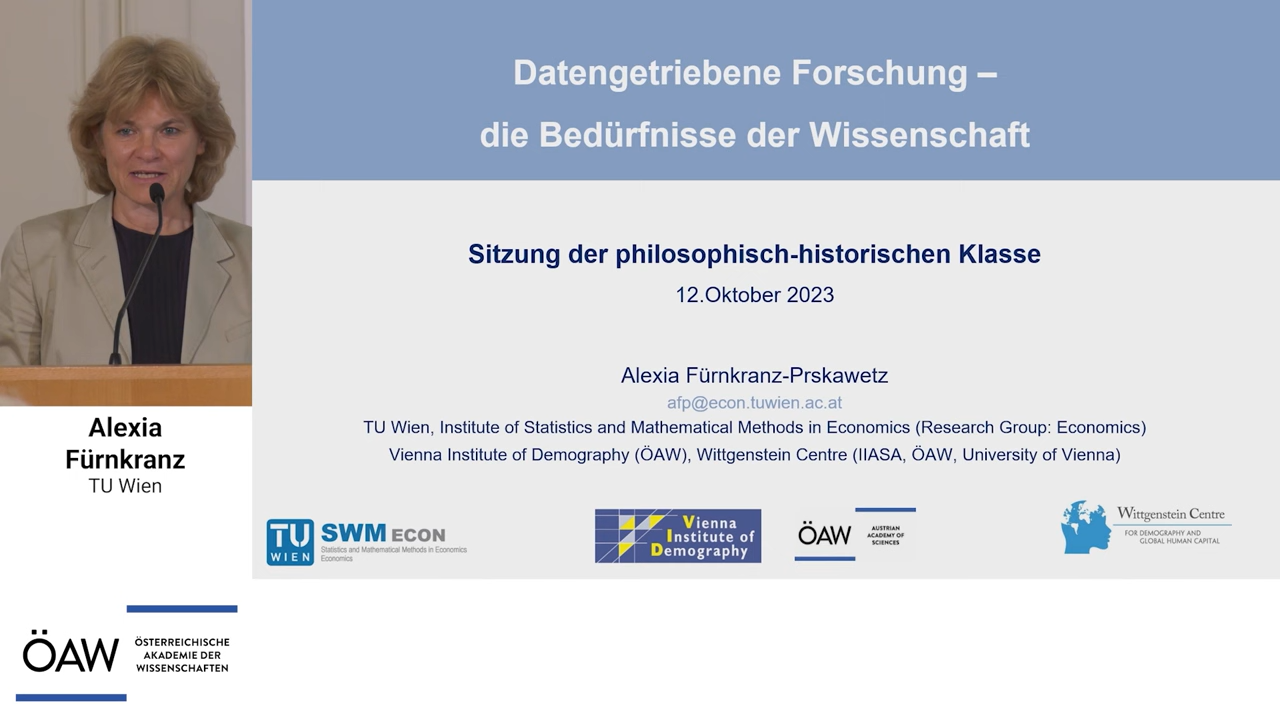 Datengetriebene Forschung –
die Bedürfnisse der Wissenschaft
Sitzung der philosophisch-historischen Klasse
12.Oktober 2023
Alexia Fürnkranz-Prskawetz
afp@econ.tuwien.ac.at
TU Wien, Institute of Statistics and Mathematical Methods in Economics (Research Group: Economics)
Vienna Institute of Demography (ÖAW), Wittgenstein Centre (IIASA, ÖAW, University of Vienna)
TU
WIEN
SWM ECON
Statistics and Mathematical Methods in Economics
Economics
Vienna
Institute of
Demography
ÖAW
AUSTRIAN
ACADEMY OF
SCIENCES
Wittgenstein Centre
FOR DEMOGRAPHY AND
GLOBAL HUMAN CAPITAL
Alexia
Fürnkranz
TU Wien
ÖAW
ÖSTERREICHISCHE
AKADEMIE DER
WISSENSCHAFTEN